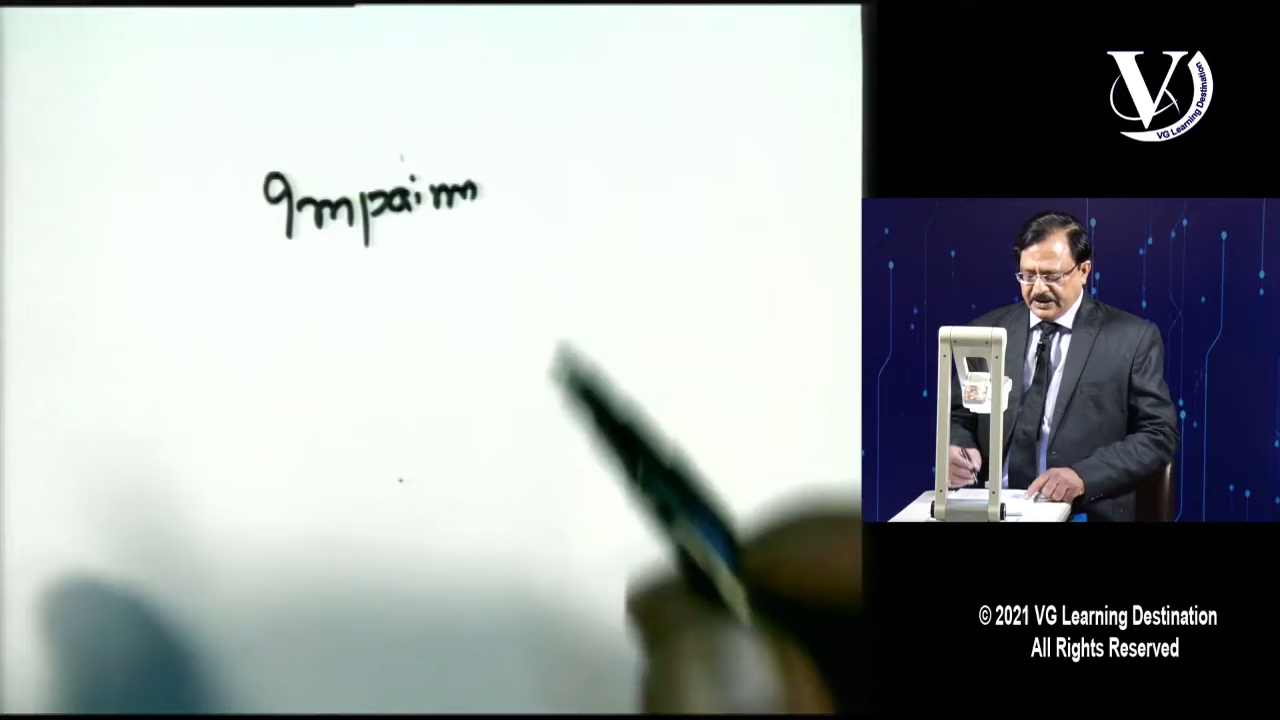 Impairm
V
VG Learning Destination
© 2021 VG Learning Destination
All Rights Reserved